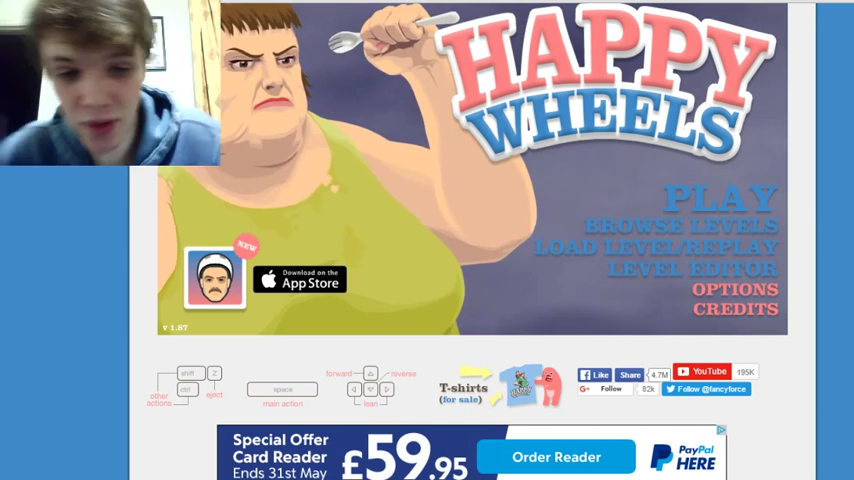 HAPPY
WHEELS
PLAY
BROWSE LEVELS
LOAD LEVEL/REPLAY
LEVEL EDITOR
OPTIONS
CREDITS
NEW
Download on the
App Store
v 1.87
shift
Z
ctrl
eject
other
actions
space
main action
forward
reverse
lean
T-shirts
(for sale)
Like
Share
4.7M
YouTube
195K
G+ Follow
82k
Follow @fancyforce
Special Offer
Card Reader
Ends 31st May
£59.95
Order Reader
PayPal
HERE